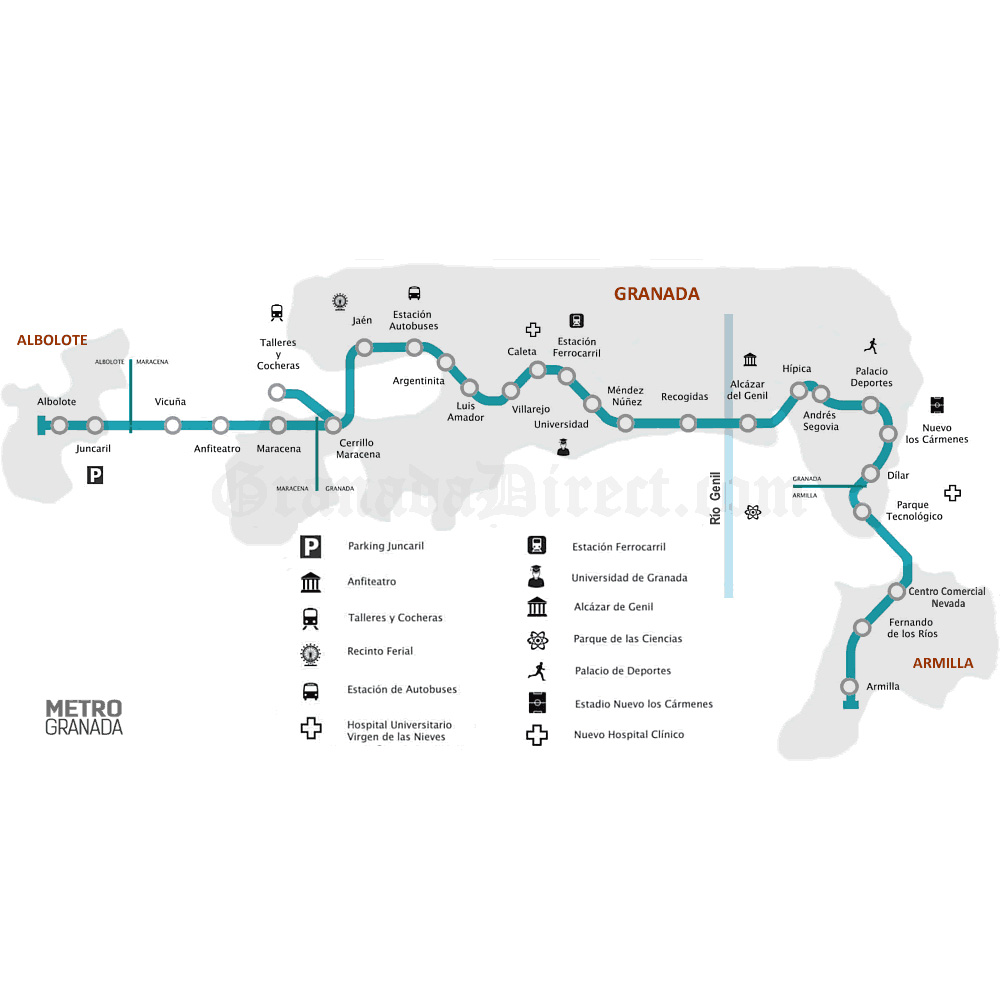 GRANADA
ALBOLOTE
ALBOLOTE
MARACENA
Albolote
Juncaril
P
Vicuña
Anfiteatro
Maracena
Talleres
y
Cocheras
MARACENA
GRANADA
Cerrillo
Maracena
Jaén
Estación
Autobuses
Argentinita
Luis
Amador
Villarejo
Caleta
Estación
Ferrocarril
Universidad
Méndez
Núñez
Recogidas
Río Genil
Alcázar
del Genil
Hípica
Andrés
Segovia
Palacio
Deportes
Nuevo
los Cármenes
Dílar
GRANADA
ARMILLA
Parque
Tecnológico
Centro Comercial
Nevada
Fernando
de los Ríos
ARMILLA
Armilla
GranadaDirect.com
P
Parking Juncaril
Anfiteatro
Talleres y Cocheras
Recinto Ferial
Estación de Autobuses
Hospital Universitario
Virgen de las Nieves
Estación Ferrocarril
Universidad de Granada
Alcázar de Genil
Parque de las Ciencias
Palacio de Deportes
Estadio Nuevo los Cármenes
Nuevo Hospital Clínico
METRO
GRANADA